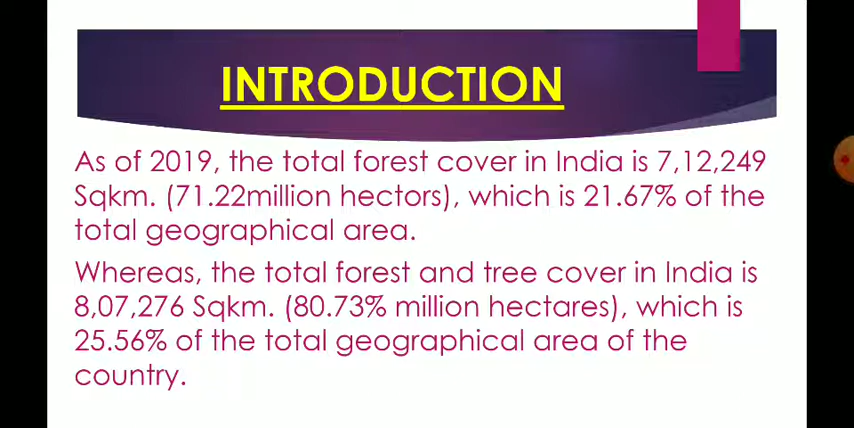 INTRODUCTION
As of 2019, the total forest cover in India is 7,12,249
Sqkm. (71.22million hectors), which is 21.67% of the
total geographical area.
Whereas, the total forest and tree cover in India is
8,07,276 Sqkm. (80.73% million hectares), which is
25.56% of the total geographical area of the
country.